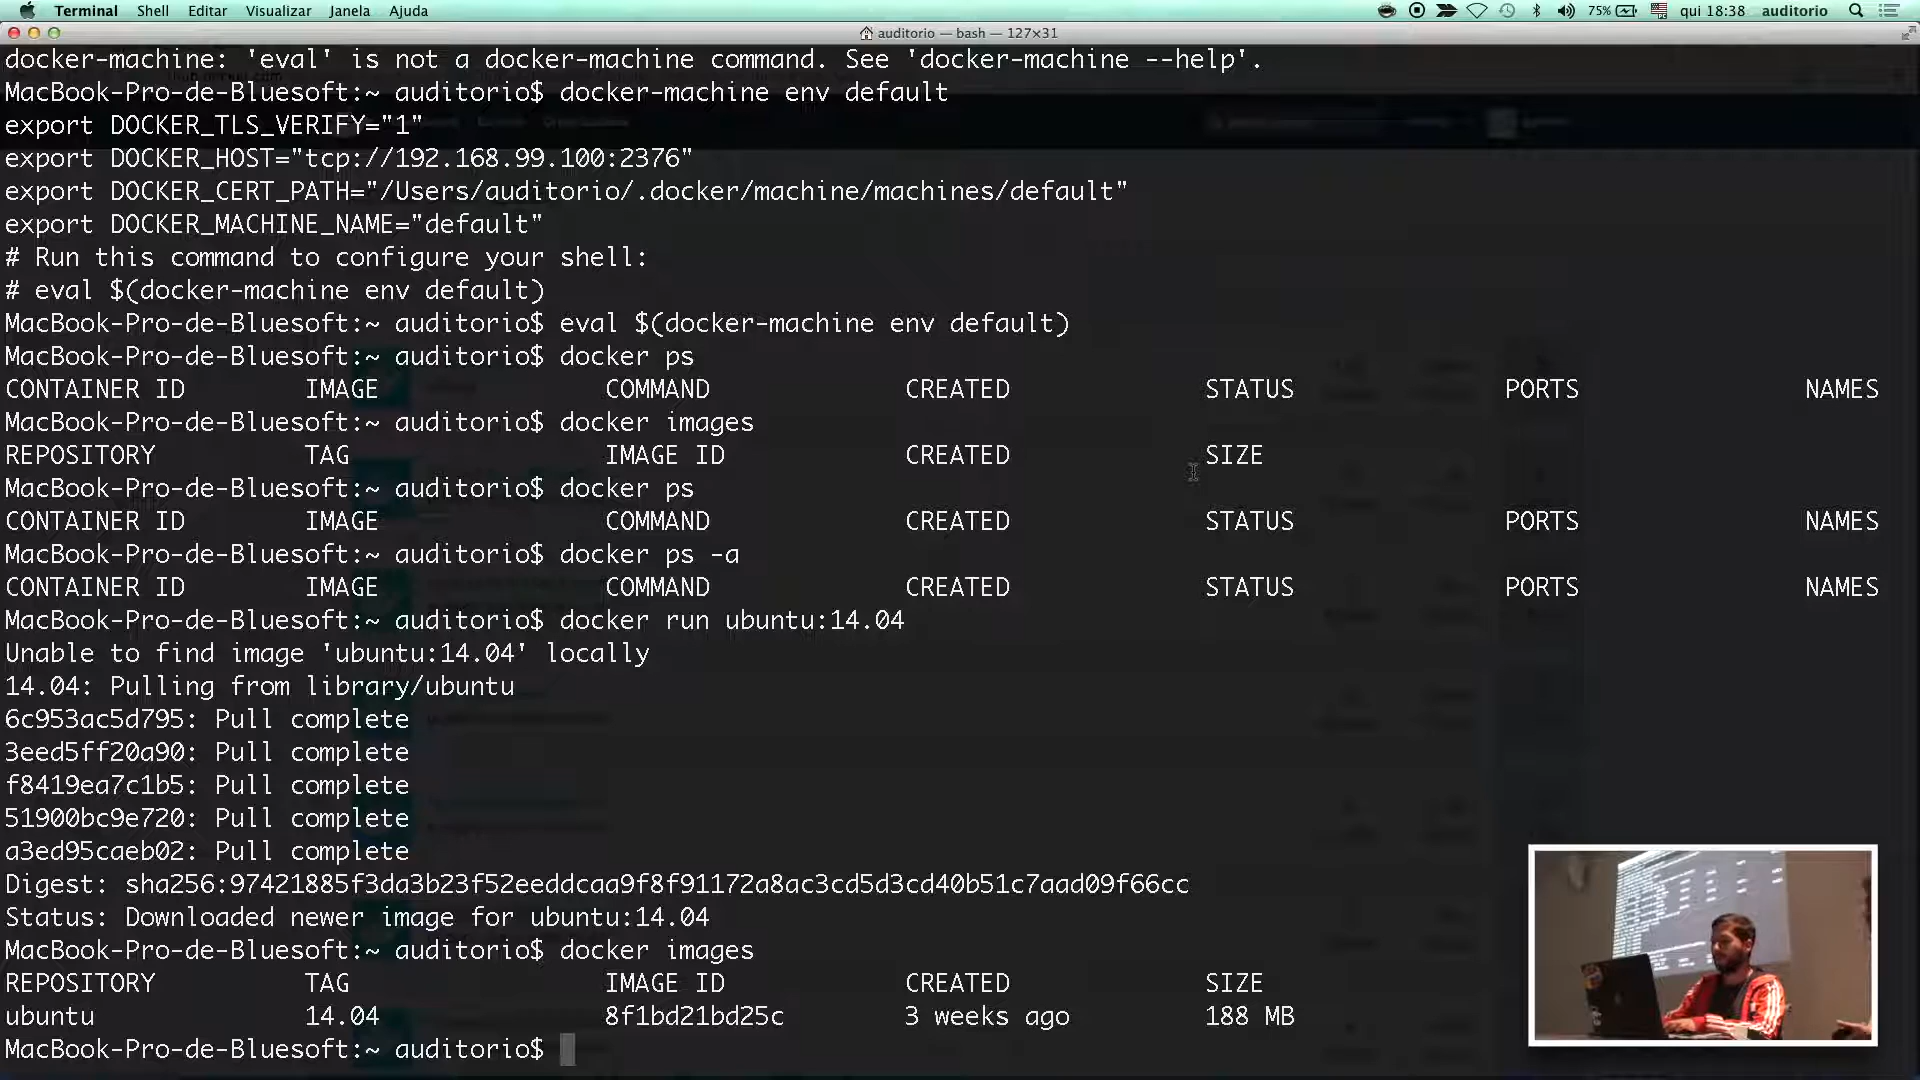 Terminal Shell Editar Visualizar Janela Ajuda 75% qui 18:38 auditorio
auditorio — bash — 127×31
docker-machine: 'eval' is not a docker-machine command. See 'docker-machine --help'.
MacBook-Pro-de-Bluesoft:~ auditorio$ docker-machine env default
export DOCKER_TLS_VERIFY="1"
export DOCKER_HOST="tcp://192.168.99.100:2376"
export DOCKER_CERT_PATH="/Users/auditorio/.docker/machine/machines/default"
export DOCKER_MACHINE_NAME="default"
# Run this command to configure your shell:
# eval $(docker-machine env default)
MacBook-Pro-de-Bluesoft:~ auditorio$ eval $(docker-machine env default)
MacBook-Pro-de-Bluesoft:~ auditorio$ docker ps
CONTAINER ID IMAGE COMMAND CREATED STATUS PORTS NAMES
MacBook-Pro-de-Bluesoft:~ auditorio$ docker images
REPOSITORY TAG IMAGE ID CREATED SIZE
MacBook-Pro-de-Bluesoft:~ auditorio$ docker ps
CONTAINER ID IMAGE COMMAND CREATED STATUS PORTS NAMES
MacBook-Pro-de-Bluesoft:~ auditorio$ docker ps -a
CONTAINER ID IMAGE COMMAND CREATED STATUS PORTS NAMES
MacBook-Pro-de-Bluesoft:~ auditorio$ docker run ubuntu:14.04
Unable to find image 'ubuntu:14.04' locally
14.04: Pulling from library/ubuntu
6c953ac5d795: Pull complete
3eed5ff20a90: Pull complete
f8419ea7c1b5: Pull complete
51900bc9e720: Pull complete
a3ed95caeb02: Pull complete
Digest: sha256:97421885f3da3b23f52eeddcaa9f8f91172a8ac3cd5d3cd40b51c7aad09f66cc
Status: Downloaded newer image for ubuntu:14.04
MacBook-Pro-de-Bluesoft:~ auditorio$ docker images
REPOSITORY TAG IMAGE ID CREATED SIZE
ubuntu 14.04 8f1bd21bd25c 3 weeks ago 188 MB
MacBook-Pro-de-Bluesoft:~ auditorio$